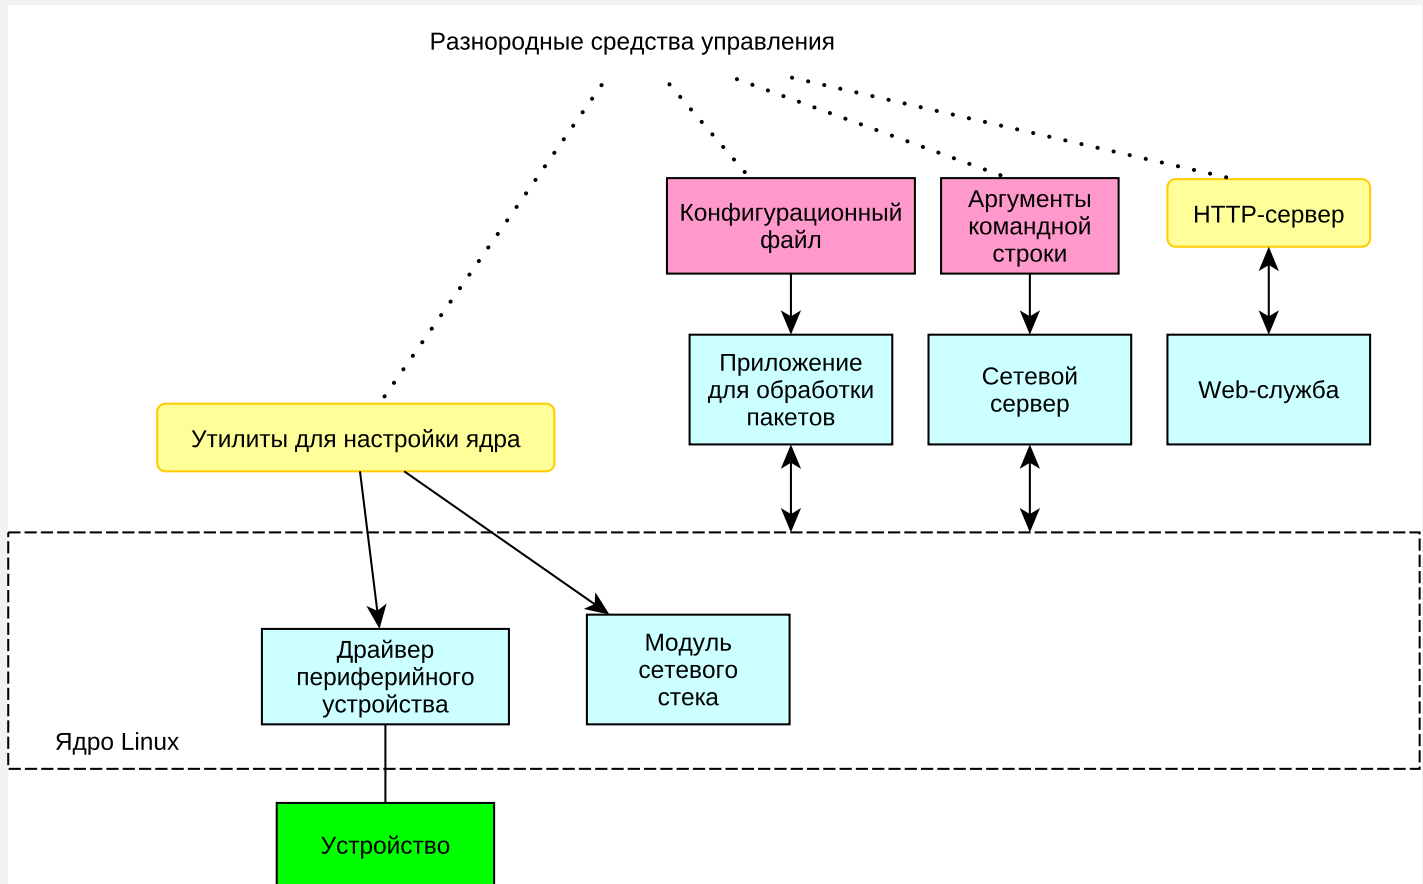 Разнородные средства управления
Конфигурационный
файл
Аргументы
командной
строки
HTTP-сервер
Приложение
для обработки
пакетов
Сетевой
сервер
Web-служба
Утилиты для настройки ядра
Драйвер
периферийного
устройства
Модуль
сетевого
стека
Ядро Linux
Устройство